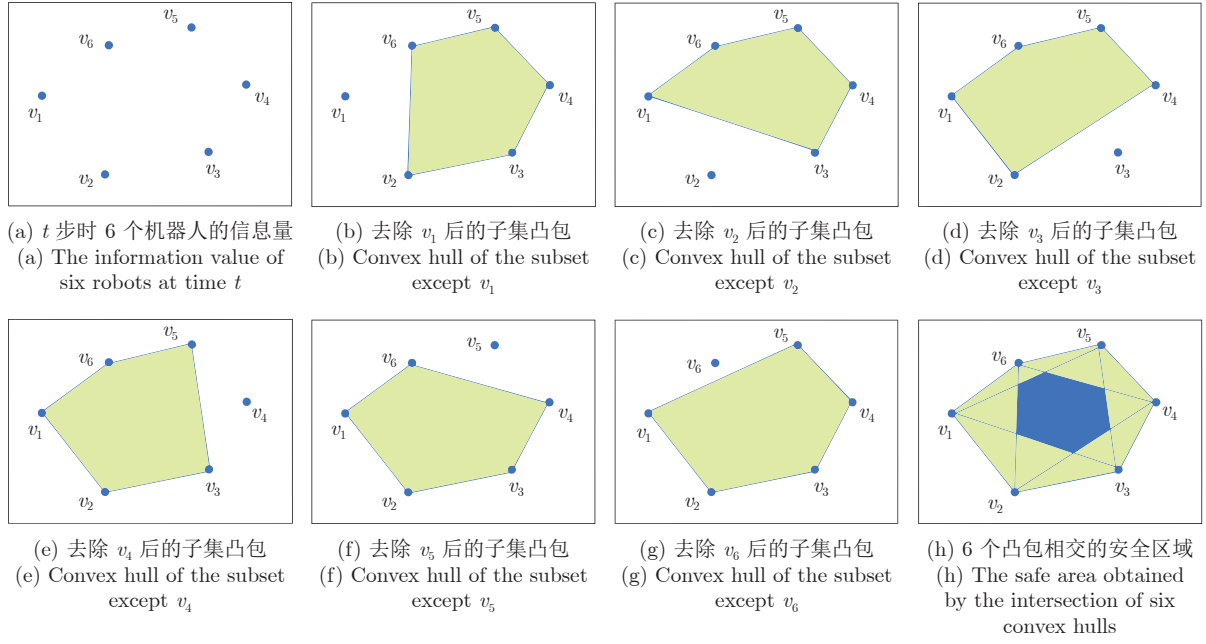 v₅
v₆
v₄
v₁
v₃
v₂
(a) t 步时 6 个机器人的信息量
(a) The information value of
six robots at time t
v₅
v₆
v₄
v₁
v₃
v₂
(b) 去除 v₁ 后的子集凸包
(b) Convex hull of the subset
except v₁
v₅
v₆
v₄
v₁
v₃
v₂
(c) 去除 v₂ 后的子集凸包
(c) Convex hull of the subset
except v₂
v₅
v₆
v₄
v₁
v₃
v₂
(d) 去除 v₃ 后的子集凸包
(d) Convex hull of the subset
except v₃
v₅
v₆
v₄
v₁
v₃
v₂
(e) 去除 v₄ 后的子集凸包
(e) Convex hull of the subset
except v₄
v₅
v₆
v₄
v₁
v₃
v₂
(f) 去除 v₅ 后的子集凸包
(f) Convex hull of the subset
except v₅
v₅
v₆
v₄
v₁
v₃
v₂
(g) 去除 v₆ 后的子集凸包
(g) Convex hull of the subset
except v₆
v₅
v₆
v₄
v₁
v₃
v₂
(h) 6 个凸包相交的安全区域
(h) The safe area obtained
by the intersection of six
convex hulls